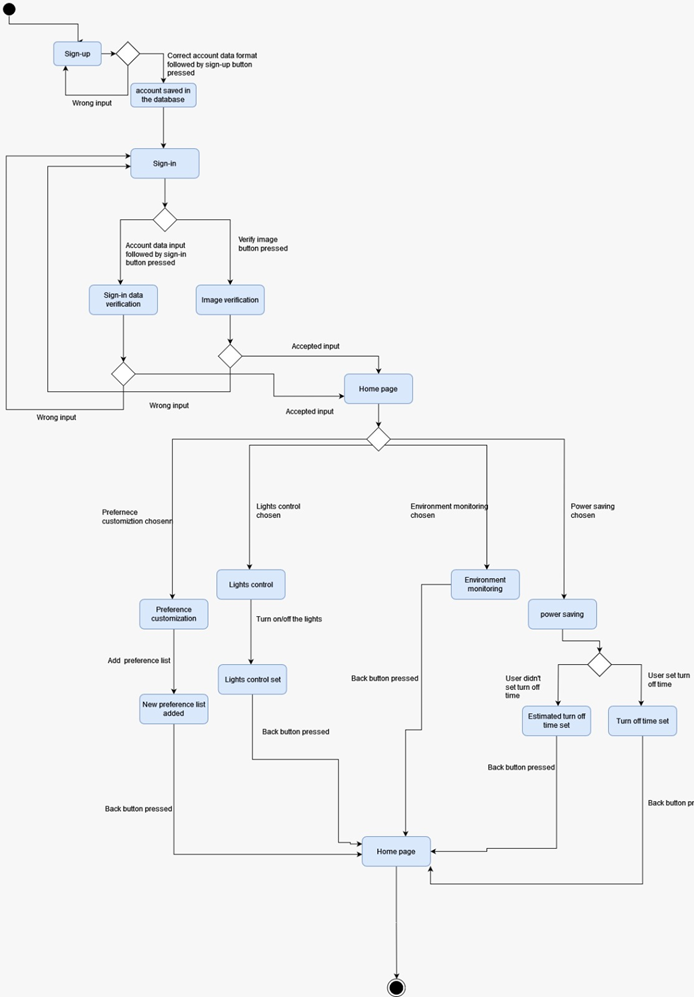 Sign-up
Correct account data format
followed by sign-up button
pressed
Wrong input
account saved in
the database
Sign-in
Account data input
followed by sign-in
button pressed
Verify image
button pressed
Sign-in data
verification
Image verification
Accepted input
Home page
Wrong input
Wrong input
Accepted input
Prefernece
customiztion chosenn
Lights control
chosen
Environment monitoring
chosen
Power saving
chosen
Lights control
Environment
monitoring
Preference
customization
power saving
Turn on/off the lights
Add preference list
User didn't
set turn off
time
User set turn
off time
Back button pressed
Lights control set
New preference list
added
Estimated turn off
time set
Turn off time set
Back button pressed
Back button pressed
Back button pressed
Back button pr
Home page